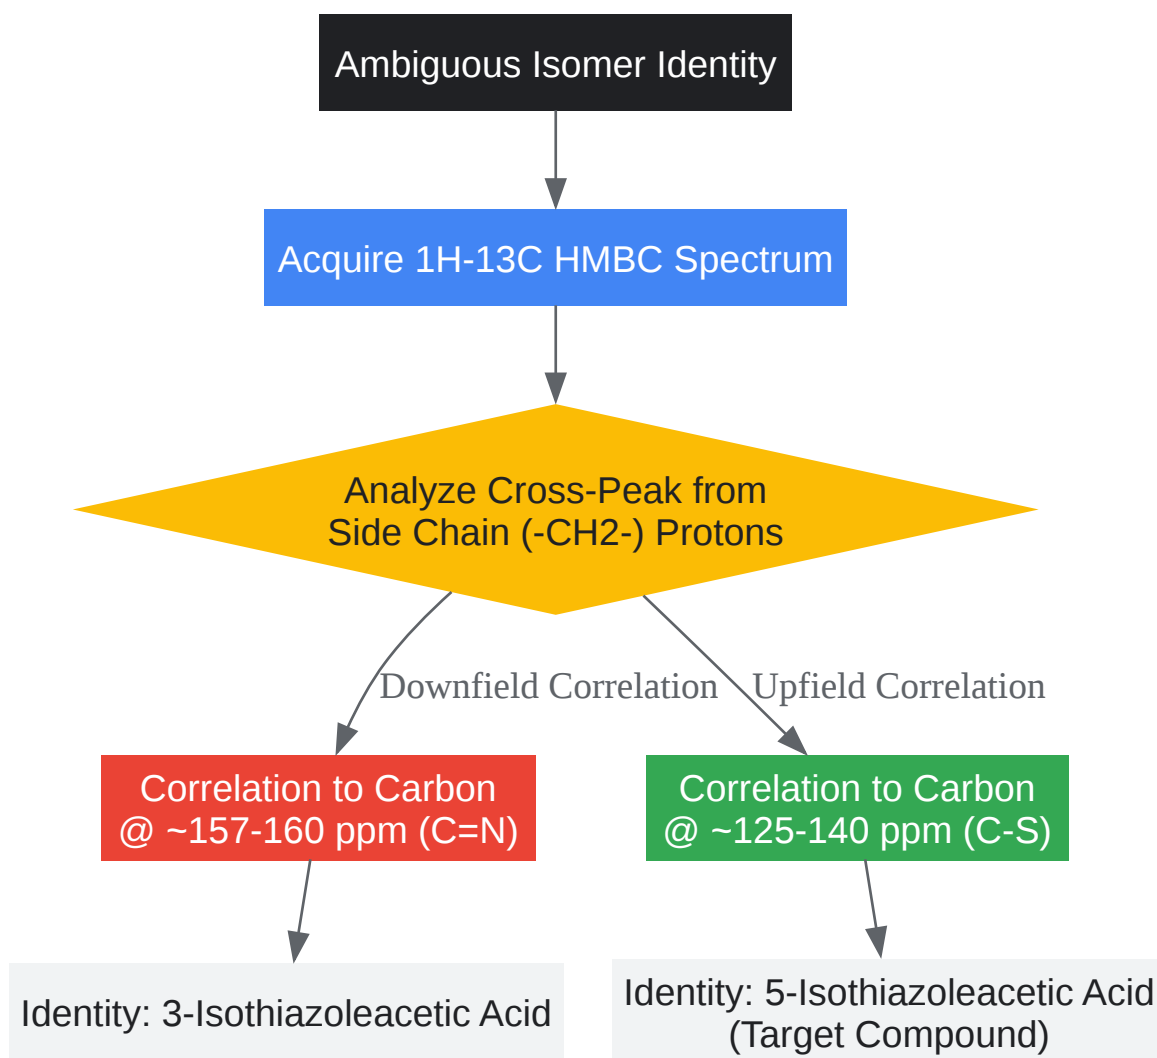 Ambiguous Isomer Identity
Acquire 1H-13C HMBC Spectrum
Analyze Cross-Peak from
Side Chain (-CH2-) Protons
Downfield Correlation
Upfield Correlation
Correlation to Carbon
@ ~157-160 ppm (C=N)
Correlation to Carbon
@ ~125-140 ppm (C-S)
Identity: 3-Isothiazoleacetic Acid
Identity: 5-Isothiazoleacetic Acid
(Target Compound)